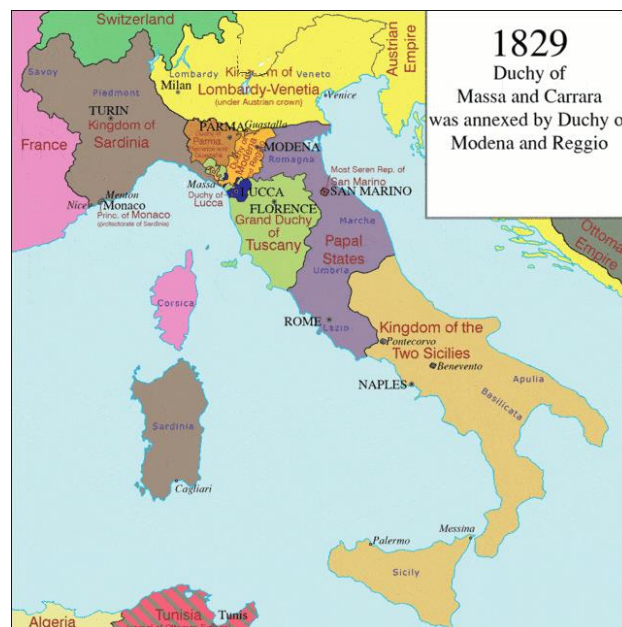 Switzerland
Austrian
Empire
1829
Duchy of
Massa and Carrara
was annexed by Duchy o
Modena and Reggio
Savoy
Lombardy
Kingdom of
Veneto
Milan
Lombardy-Venetia
(under Austrian crown)
Venice
Piedmont
TURIN
Kingdom of
Sardinia
France
PARMA
Guastalla
Parma,
MODENA
Romagna
Duchy of
Modena
Reggio
Massa
Duchy of
Lucca
LUCCA
Most Seren Rep. of
San Marino
SAN MARINO
Menton
Nice
Monaco
Princ. of Monaco
(protectorate of Sardinia)
FLORENCE
Grand Duchy
of
Tuscany
Marche
Papal
States
Umbria
Ottoman
Empire
Corsica
ROME
Lazio
Kingdom of the
Two Sicilies
Pontecorvo
Benevento
NAPLES
Apulia
Basilicata
Sardinia
Cagliari
Palermo
Messina
Sicily
Algeria
Tunisia
Tunis